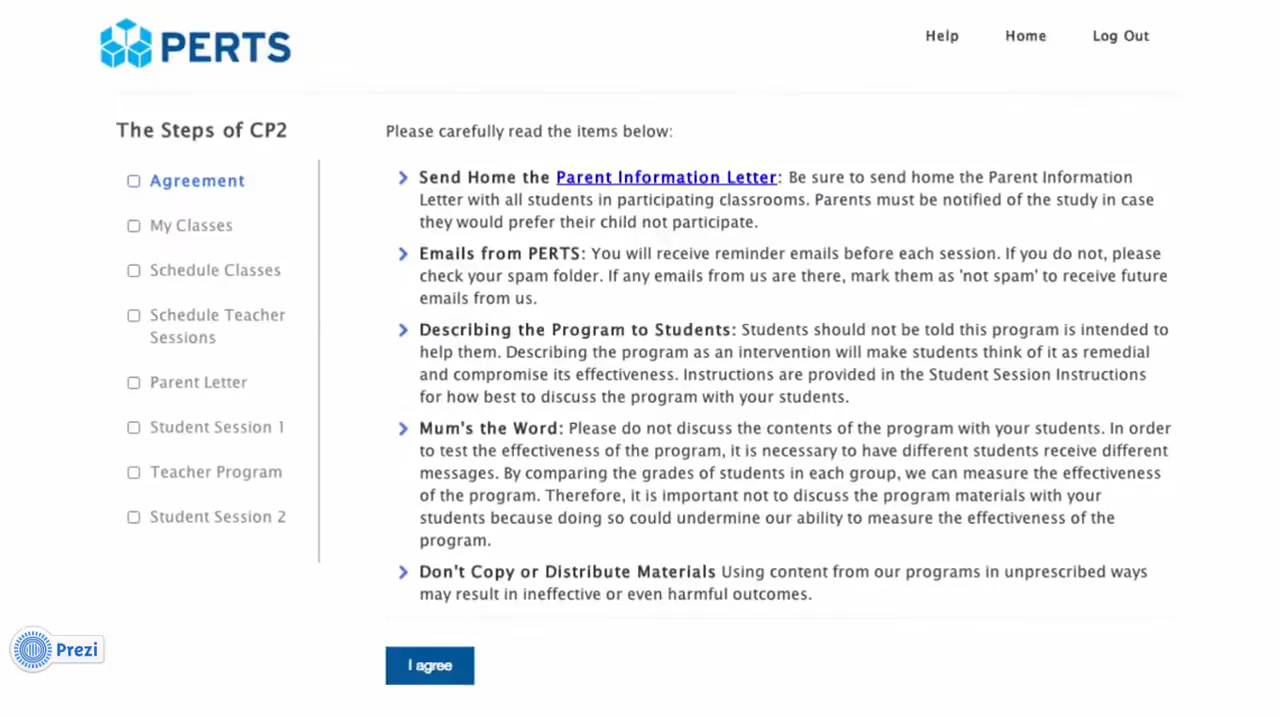 PERTS
Help
Home
Log Out
The Steps of CP2
Agreement
My Classes
Schedule Classes
Schedule Teacher
Sessions
Parent Letter
Student Session 1
Teacher Program
Student Session 2
Please carefully read the items below:
Send Home the Parent Information Letter: Be sure to send home the Parent Information
Letter with all students in participating classrooms. Parents must be notified of the study in case
they would prefer their child not participate.
Emails from PERTS: You will receive reminder emails before each session. If you do not, please
check your spam folder. If any emails from us are there, mark them as 'not spam' to receive future
emails from us.
Describing the Program to Students: Students should not be told this program is intended to
help them. Describing the program as an intervention will make students think of it as remedial
and compromise its effectiveness. Instructions are provided in the Student Session Instructions
for how best to discuss the program with your students.
Mum's the Word: Please do not discuss the contents of the program with your students. In order
to test the effectiveness of the program, it is necessary to have different students receive different
messages. By comparing the grades of students in each group, we can measure the effectiveness
of the program. Therefore, it is important not to discuss the program materials with your
students because doing so could undermine our ability to measure the effectiveness of the
program.
Don't Copy or Distribute Materials Using content from our programs in unprescribed ways
may result in ineffective or even harmful outcomes.
I agree
Prezi